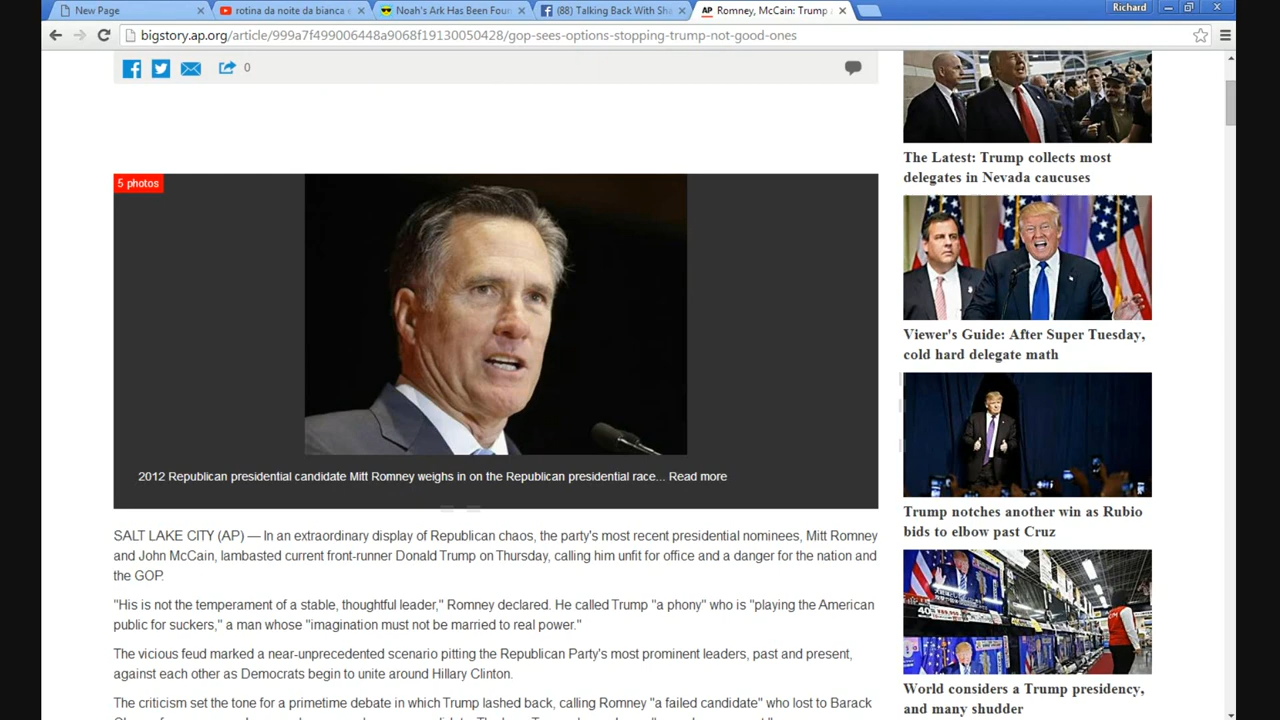 New Page
rotina da noite da bianca e
Noah's Ark Has Been Foun
(88) Talking Back With Sha
AP Romney, McCain: Trump
Richard
bigstory.ap.org/article/999a7f499006448a9068f19130050428/gop-sees-options-stopping-trump-not-good-ones
0
5 photos
2012 Republican presidential candidate Mitt Romney weighs in on the Republican presidential race... Read more
SALT LAKE CITY (AP) — In an extraordinary display of Republican chaos, the party's most recent presidential nominees, Mitt Romney
and John McCain, lambasted current front-runner Donald Trump on Thursday, calling him unfit for office and a danger for the nation and
the GOP.
"His is not the temperament of a stable, thoughtful leader," Romney declared. He called Trump "a phony" who is "playing the American
public for suckers," a man whose "imagination must not be married to real power."
The vicious feud marked a near-unprecedented scenario pitting the Republican Party's most prominent leaders, past and present,
against each other as Democrats begin to unite around Hillary Clinton.
The criticism set the tone for a primetime debate in which Trump lashed back, calling Romney "a failed candidate" who lost to Barack
The Latest: Trump collects most
delegates in Nevada caucuses
Viewer's Guide: After Super Tuesday,
cold hard delegate math
Trump notches another win as Rubio
bids to elbow past Cruz
World considers a Trump presidency,
and many shudder